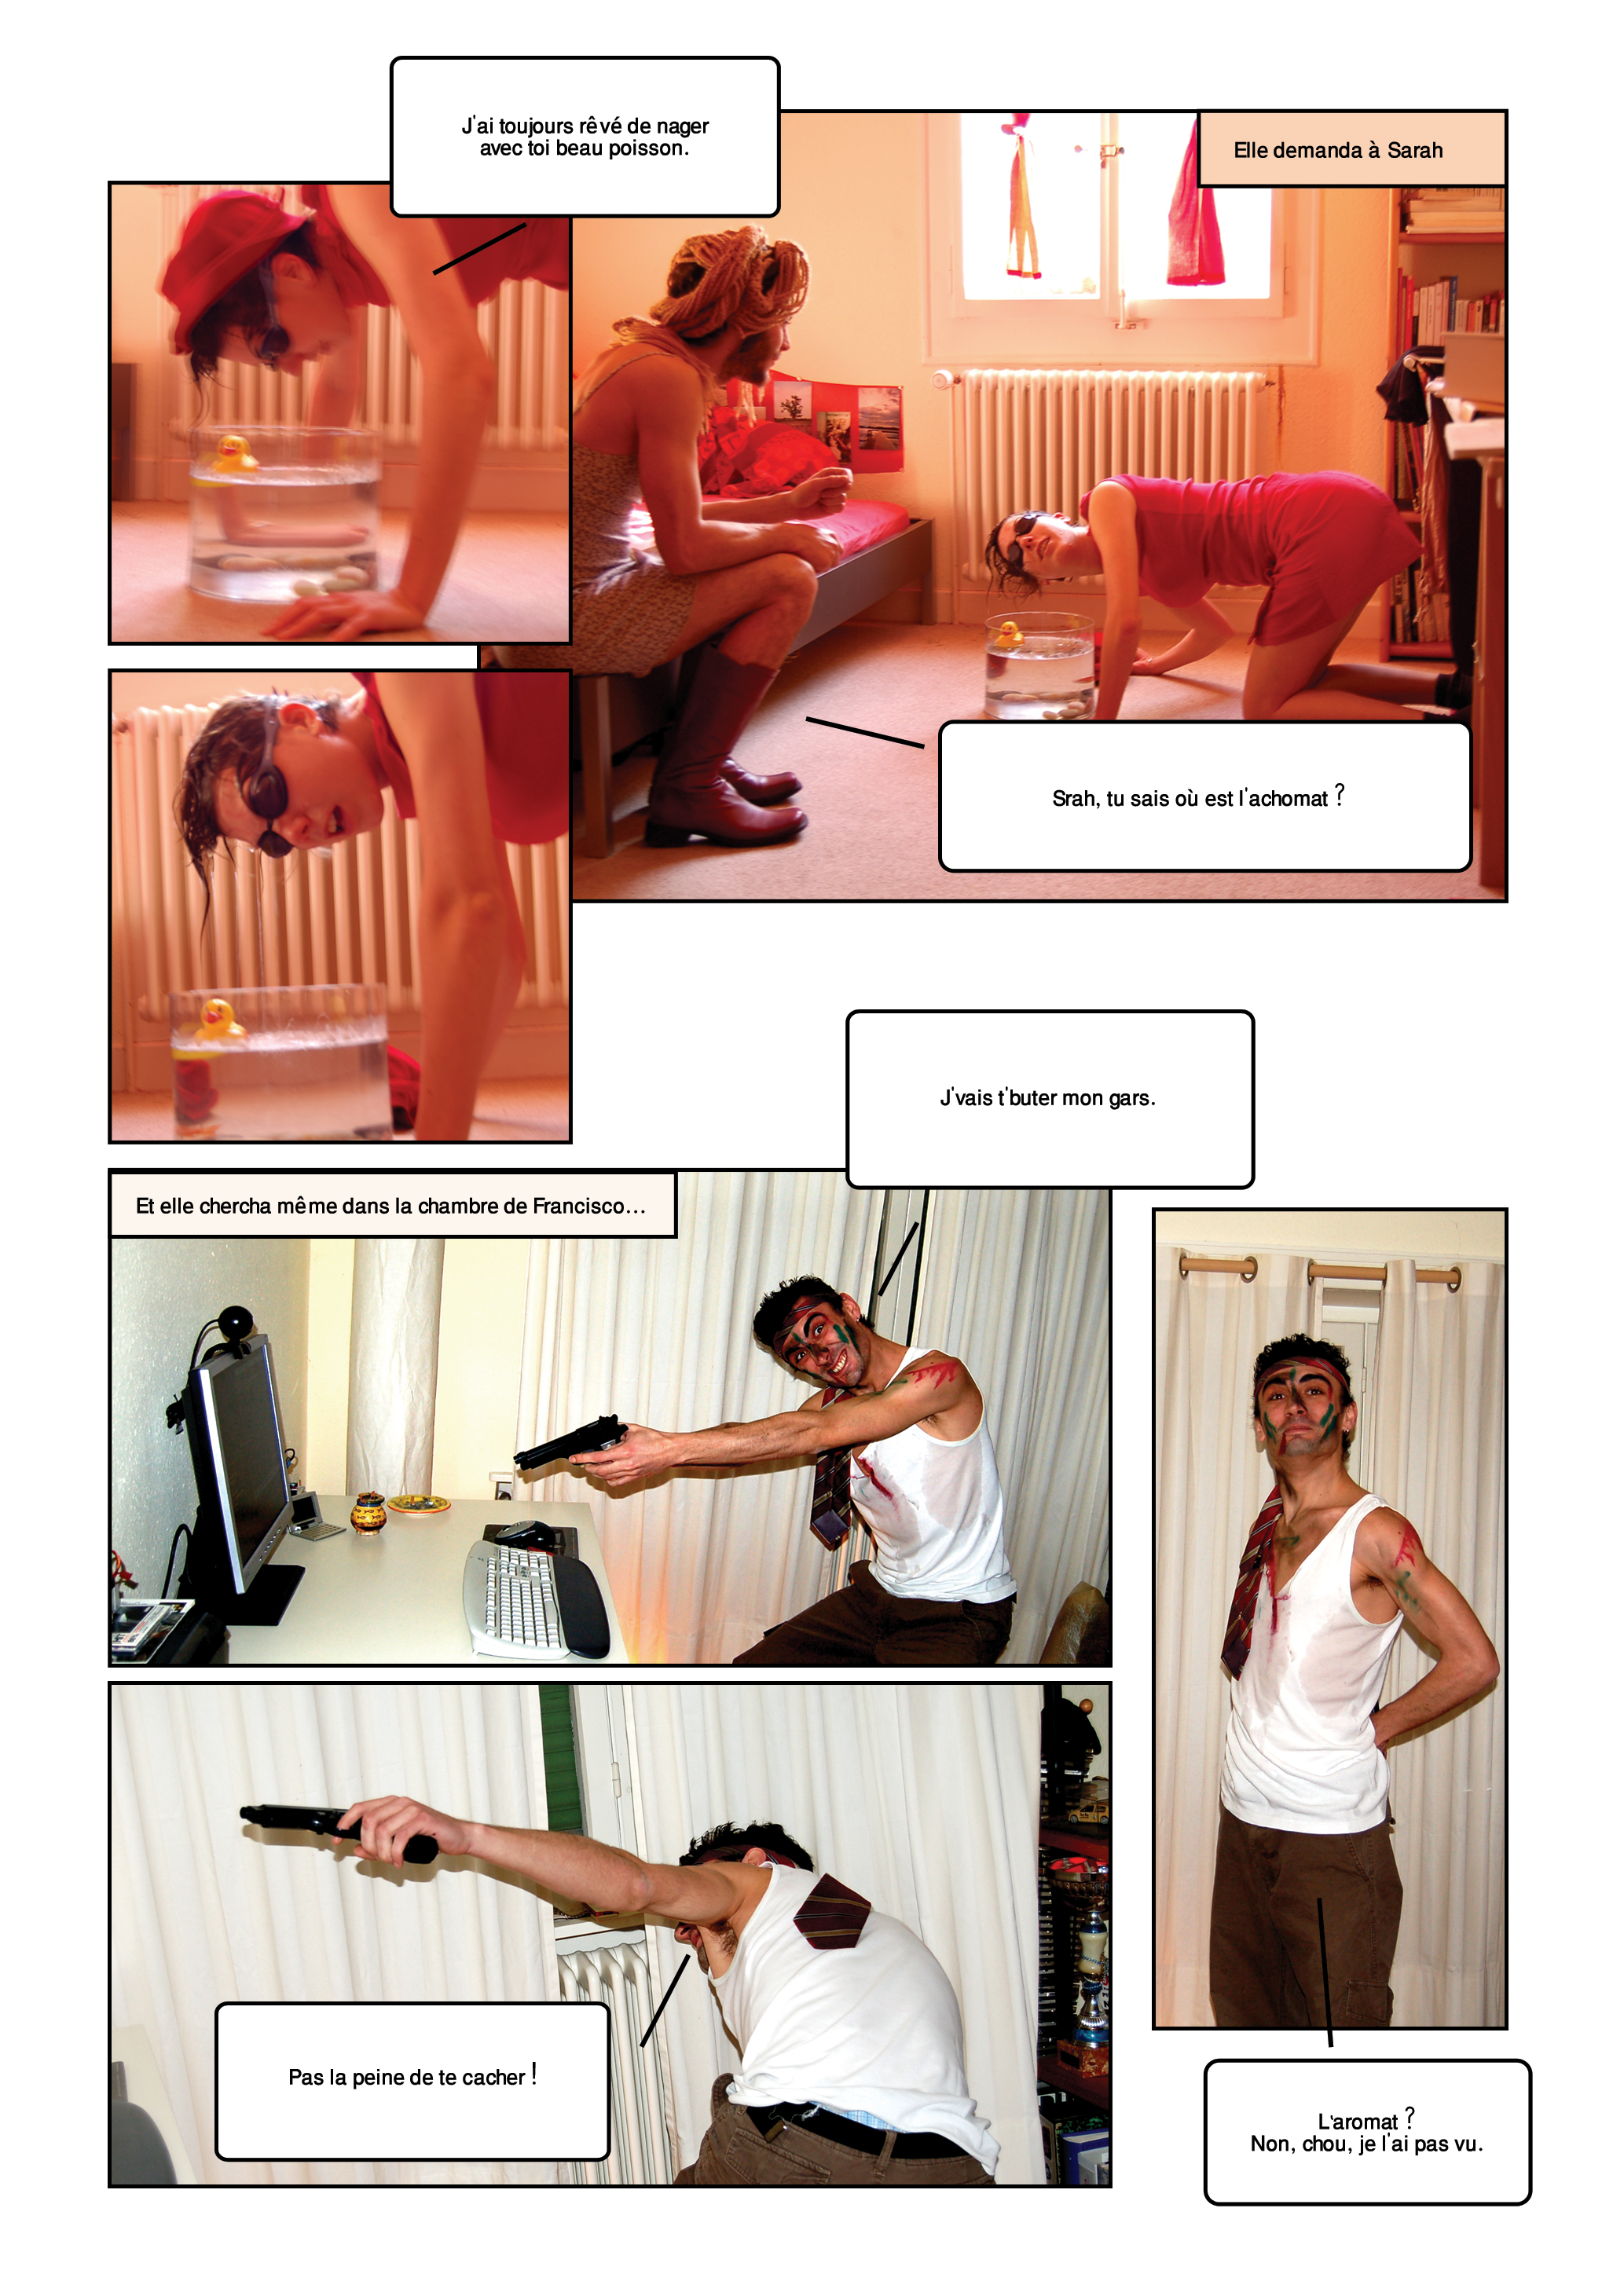 J'ai toujours rêvé de nager
avec toi beau poisson.
Elle demanda à Sarah
Srah, tu sais où est l'achomat ?
J'vais t'buter mon gars.
Et elle chercha même dans la chambre de Francisco...
Pas la peine de te cacher !
L'aromat ?
Non, chou, je l'ai pas vu.